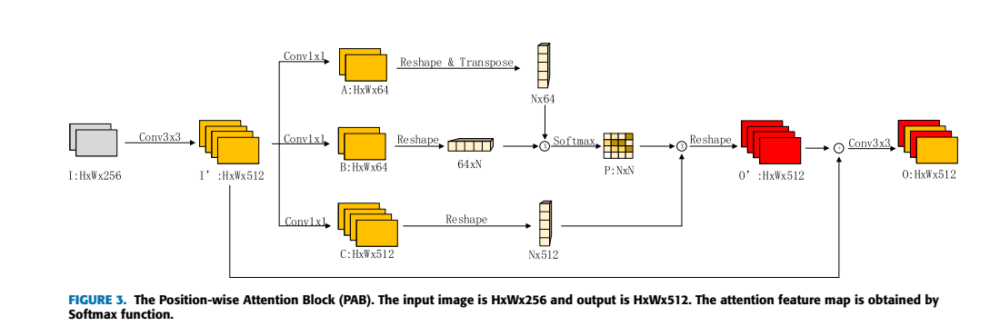 Conv1x1
Reshape & Transpose
A:HxWx64
Nx64
Conv3x3
Conv1x1
Reshape
Softmax
Reshape
Conv3x3
I:HxWx256
I' :HxWx512
B:HxWx64
64xN
P:NxN
O' :HxWx512
O:HxWx512
Conv1x1
Reshape
C:HxWx512
Nx512
FIGURE 3. The Position-wise Attention Block (PAB). The input image is HxWx256 and output is HxWx512. The attention feature map is obtained by
Softmax function.